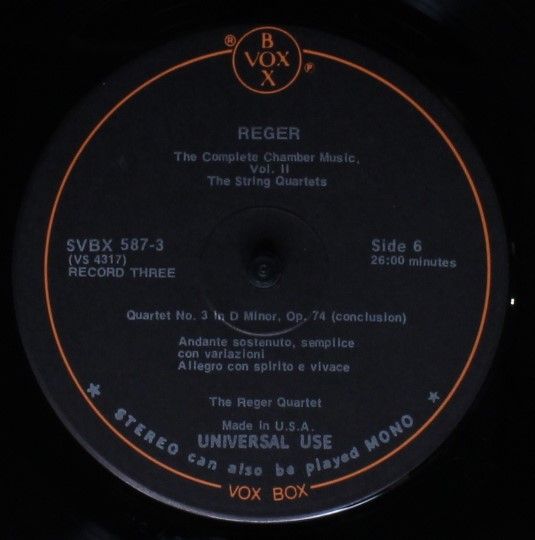 ® BOX VOX ℗
REGER
The Complete Chamber Music,
Vol. II
The String Quartets
SVBX 587-3
(VS 4317)
RECORD THREE
Side 6
26:00 minutes
Quartet No. 3 in D Minor, Op. 74 (conclusion)
Andante sostenuto, semplice
con variazioni
Allegro con spirito e vivace
The Reger Quartet
Made in U.S.A.
UNIVERSAL USE
★ STEREO can also be played MONO ★
VOX BOX